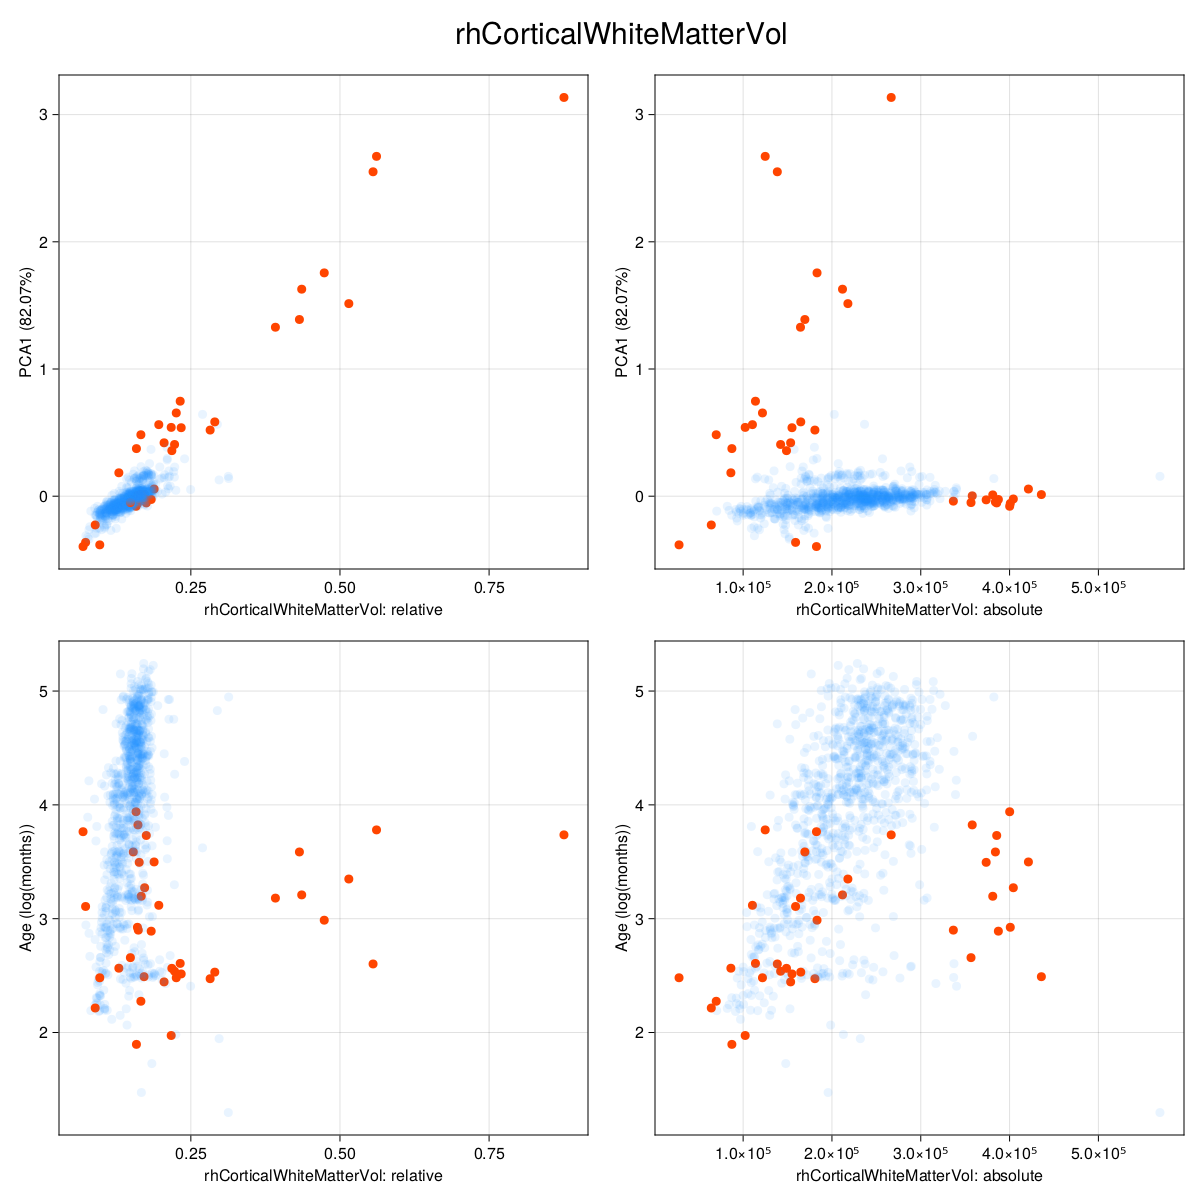 rhCorticalWhiteMatterVol
PCA1 (82.07%)
3
2
1
0
0.25 0.50 0.75
rhCorticalWhiteMatterVol: relative
PCA1 (82.07%)
3
2
1
0
1.0×10⁵ 2.0×10⁵ 3.0×10⁵ 4.0×10⁵ 5.0×10⁵
rhCorticalWhiteMatterVol: absolute
Age (log(months))
5
4
3
2
0.25 0.50 0.75
rhCorticalWhiteMatterVol: relative
Age (log(months))
5
4
3
2
1.0×10⁵ 2.0×10⁵ 3.0×10⁵ 4.0×10⁵ 5.0×10⁵
rhCorticalWhiteMatterVol: absolute